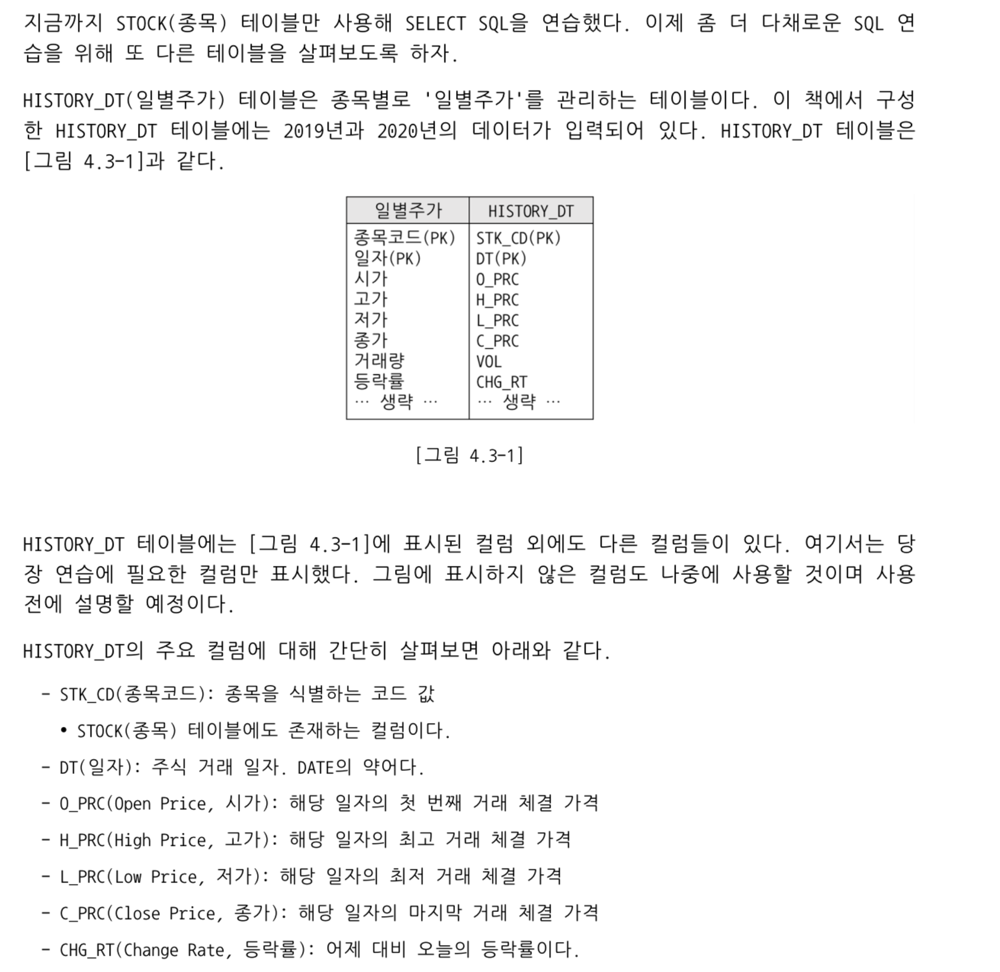 지금까지 STOCK(종목) 테이블만 사용해 SELECT SQL을 연습했다. 이제 좀 더 다채로운 SQL 연
습을 위해 또 다른 테이블을 살펴보도록 하자.
HISTORY_DT(일별주가) 테이블은 종목별로 '일별주가'를 관리하는 테이블이다. 이 책에서 구성
한 HISTORY_DT 테이블에는 2019년과 2020년의 데이터가 입력되어 있다. HISTORY_DT 테이블은
[그림 4.3-1]과 같다.
일별주가 HISTORY_DT
종목코드(PK) STK_CD(PK)
일자(PK) DT(PK)
시가 O_PRC
고가 H_PRC
저가 L_PRC
종가 C_PRC
거래량 VOL
등락률 CHG_RT
… 생략 … … 생략 …
[그림 4.3-1]
HISTORY_DT 테이블에는 [그림 4.3-1]에 표시된 컬럼 외에도 다른 컬럼들이 있다. 여기서는 당
장 연습에 필요한 컬럼만 표시했다. 그림에 표시하지 않은 컬럼도 나중에 사용할 것이며 사용
전에 설명할 예정이다.
HISTORY_DT의 주요 컬럼에 대해 간단히 살펴보면 아래와 같다.
- STK_CD(종목코드): 종목을 식별하는 코드 값
• STOCK(종목) 테이블에도 존재하는 컬럼이다.
- DT(일자): 주식 거래 일자. DATE의 약어다.
- O_PRC(Open Price, 시가): 해당 일자의 첫 번째 거래 체결 가격
- H_PRC(High Price, 고가): 해당 일자의 최고 거래 체결 가격
- L_PRC(Low Price, 저가): 해당 일자의 최저 거래 체결 가격
- C_PRC(Close Price, 종가): 해당 일자의 마지막 거래 체결 가격
- CHG_RT(Change Rate, 등락률): 어제 대비 오늘의 등락률이다.